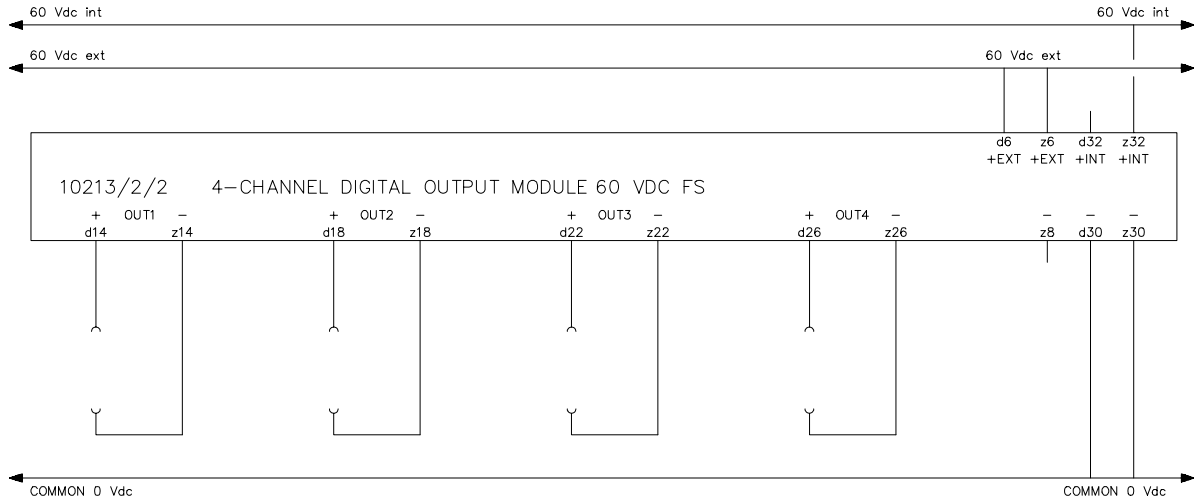 60 Vdc int 60 Vdc int
60 Vdc ext 60 Vdc ext
d6 z6 d32 z32
+EXT +EXT +INT +INT
10213/2/2 4-CHANNEL DIGITAL OUTPUT MODULE 60 VDC FS
+ OUT1 - + OUT2 - + OUT3 - + OUT4 - - - -
d14 z14 d18 z18 d22 z22 d26 z26 z8 d30 z30
COMMON 0 Vdc COMMON 0 Vdc